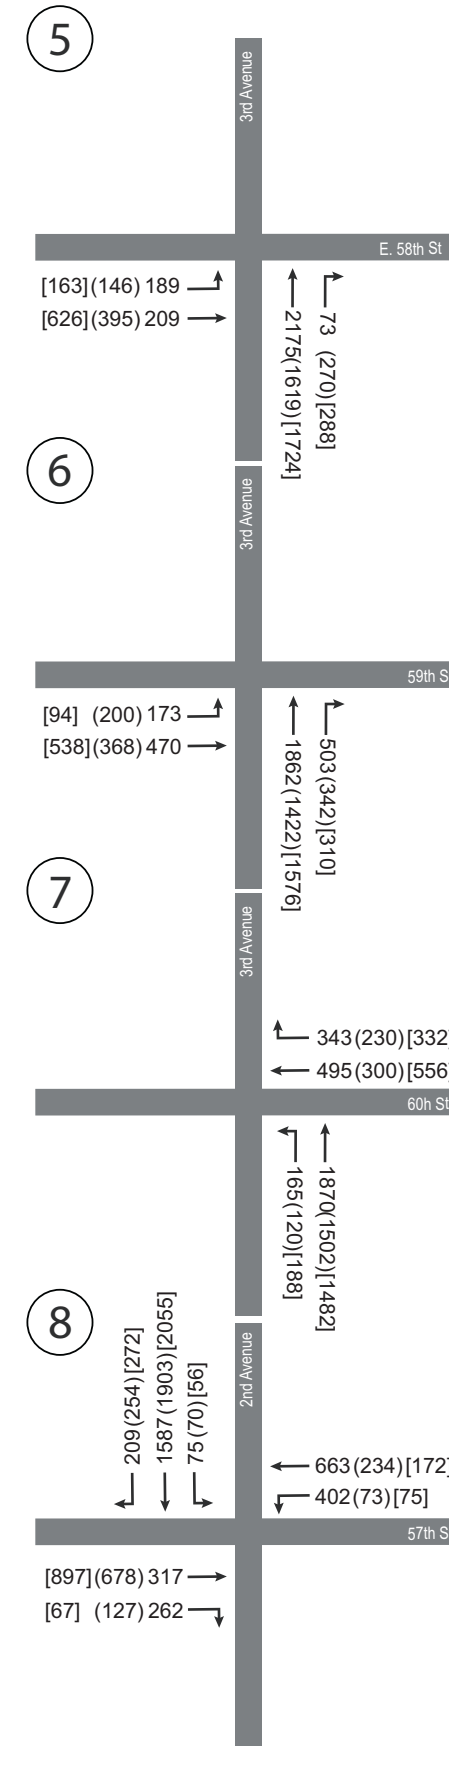 5
3rd Avenue
E. 58th St
[163](146) 189
[626](395) 209
2175(1619)[1724]
73 (270)[288]
6
3rd Avenue
59th S
[94] (200) 173
[538](368) 470
1862(1422)[1576]
503(342)[310]
7
3rd Avenue
343(230)[332]
495(300)[556]
60h St
165(120)[188]
1870(1502)[1482]
8
209(254)[272]
1587(1903)[2055]
75(70)[56]
2nd Avenue
663(234)[172]
402(73)[75]
57th S
[897](678) 317
[67] (127) 262